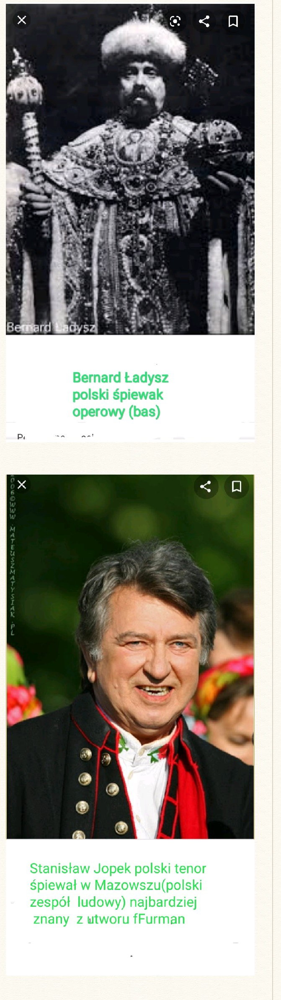 Bernard Ładysz
Bernard Ładysz
polski śpiewak
operowy (bas)
2006©WWW.MATEUSZMATYSIAK.PL
Stanisław Jopek polski tenor
śpiewał w Mazowszu(polski
zespół ludowy) najbardziej
znany z utworu fFurman